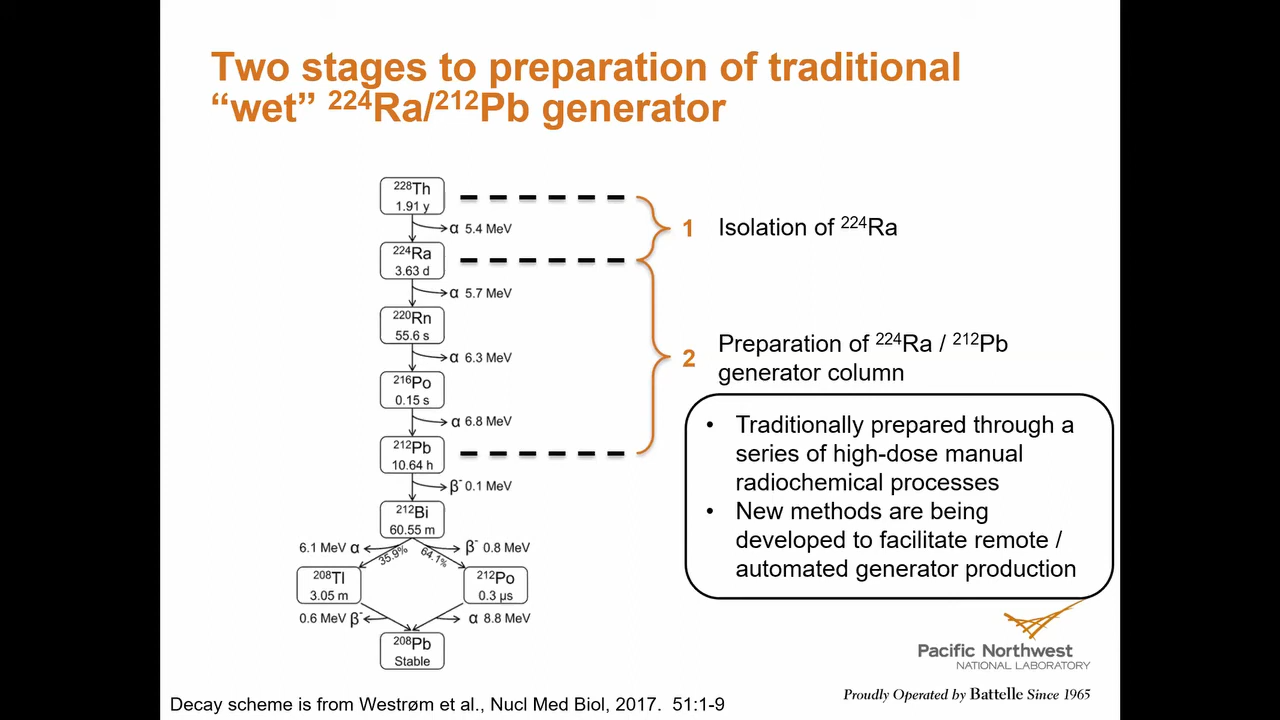 Two stages to preparation of traditional
“wet” ²²⁴Ra/²¹²Pb generator
²²⁸Th
1.91 y
α 5.4 MeV
²²⁴Ra
3.63 d
α 5.7 MeV
²²⁰Rn
55.6 s
α 6.3 MeV
²¹⁶Po
0.15 s
α 6.8 MeV
²¹²Pb
10.64 h
β⁻ 0.1 MeV
²¹²Bi
60.55 m
6.1 MeV α
35.9%
64.1%
β⁻ 0.8 MeV
²⁰⁸Tl
3.05 m
²¹²Po
0.3 µs
0.6 MeV β⁻
α 8.8 MeV
²⁰⁸Pb
Stable
1 Isolation of ²²⁴Ra
2 Preparation of ²²⁴Ra / ²¹²Pb
generator column
• Traditionally prepared through a
series of high-dose manual
radiochemical processes
• New methods are being
developed to facilitate remote /
automated generator production
Pacific Northwest
NATIONAL LABORATORY
Proudly Operated by Battelle Since 1965
Decay scheme is from Westrøm et al., Nucl Med Biol, 2017. 51:1-9